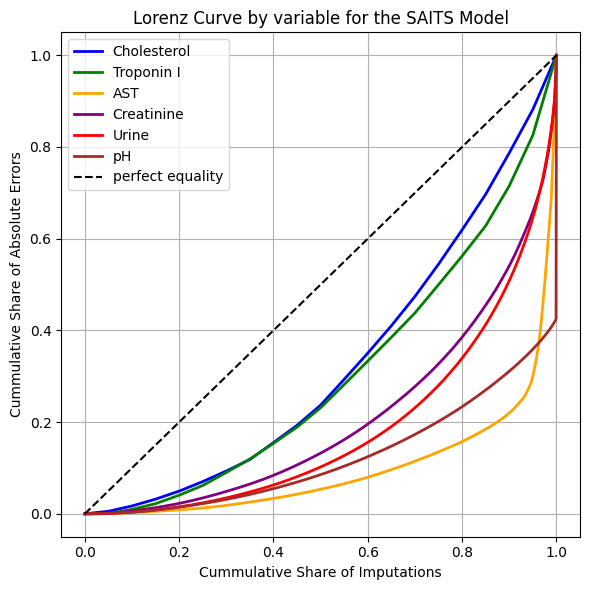 Lorenz Curve by variable for the SAITS Model
Cholesterol
Troponin I
AST
Creatinine
Urine
pH
perfect equality
Cummulative Share of Absolute Errors
1.0
0.8
0.6
0.4
0.2
0.0
0.0 0.2 0.4 0.6 0.8 1.0
Cummulative Share of Imputations